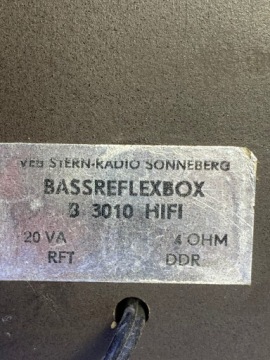 VEB STERN-RADIO SONNEBERG
BASSREFLEXBOX
B 3010 HIFI
20 VA 4 OHM
RFT DDR